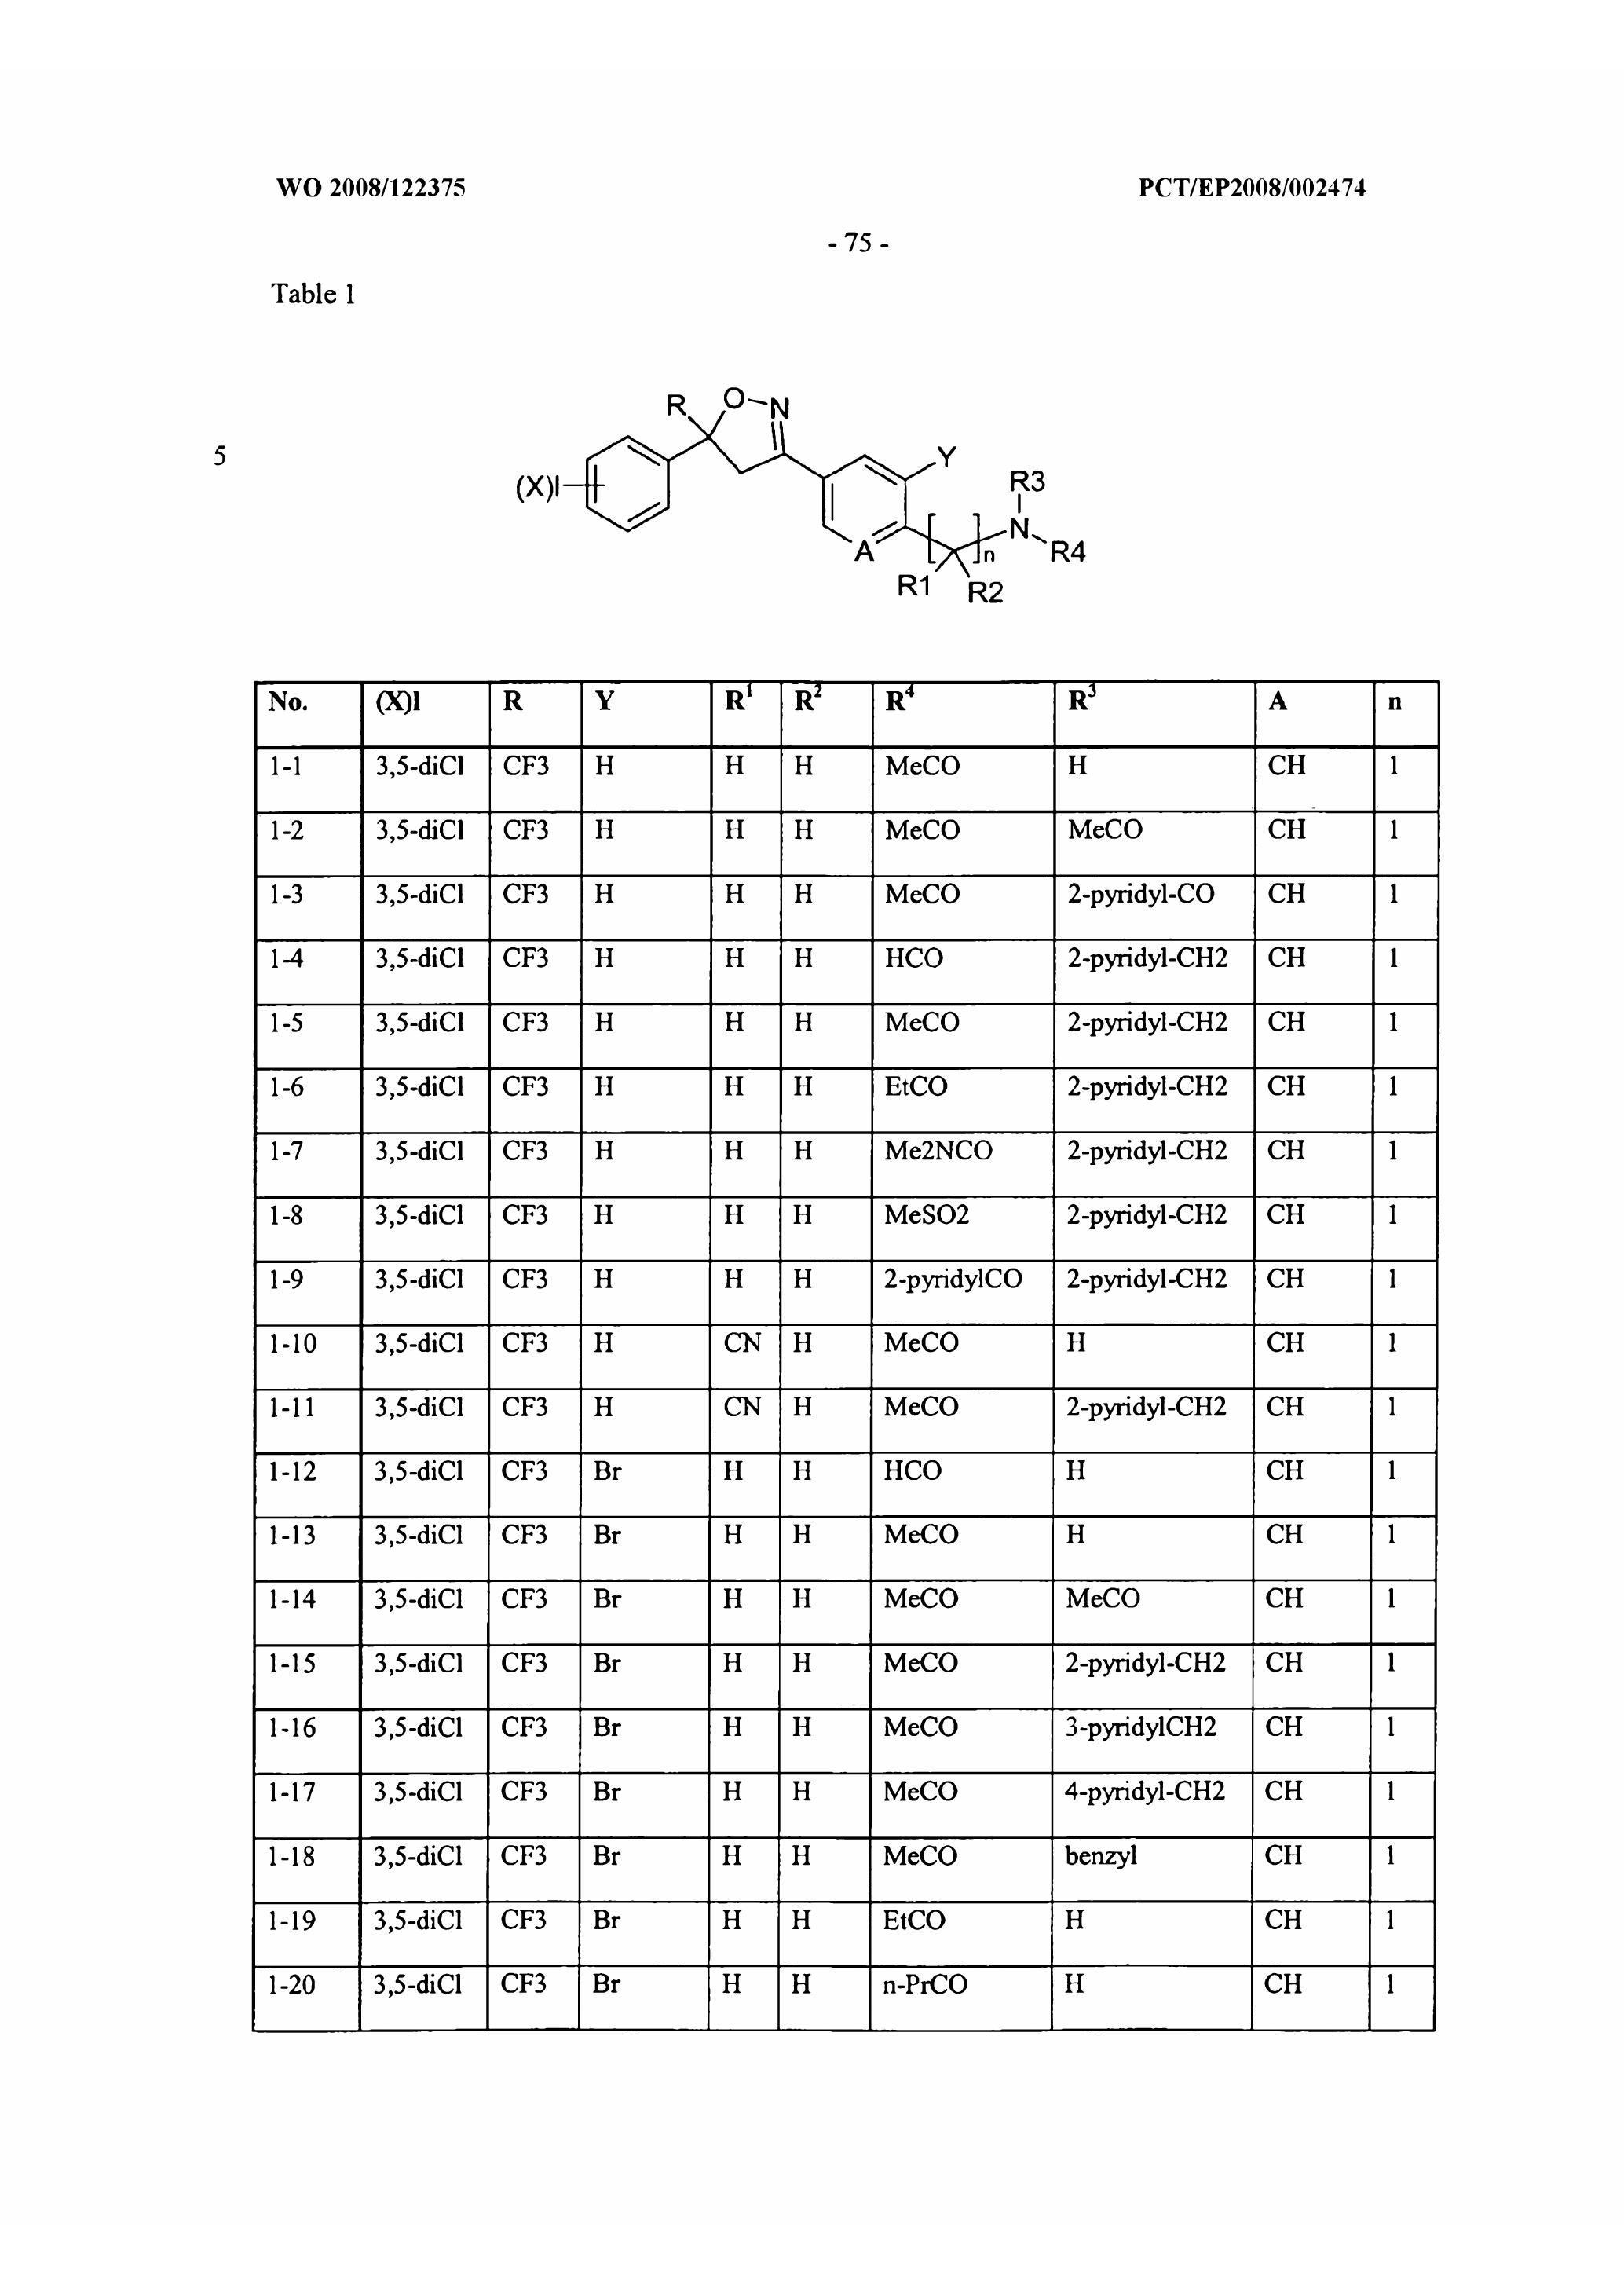 WO 2008/122375 PCT/EP2008/002474
- 75 -
Table 1
5
R O N
(X)l
Y
R3
N
A n R4
R1 R2
No. (X)l R Y R¹ R² R⁴ R³ A n
1-1 3,5-diCl CF3 H H H MeCO H CH 1
1-2 3,5-diCl CF3 H H H MeCO MeCO CH 1
1-3 3,5-diCl CF3 H H H MeCO 2-pyridyl-CO CH 1
1-4 3,5-diCl CF3 H H H HCO 2-pyridyl-CH2 CH 1
1-5 3,5-diCl CF3 H H H MeCO 2-pyridyl-CH2 CH 1
1-6 3,5-diCl CF3 H H H EtCO 2-pyridyl-CH2 CH 1
1-7 3,5-diCl CF3 H H H Me2NCO 2-pyridyl-CH2 CH 1
1-8 3,5-diCl CF3 H H H MeSO2 2-pyridyl-CH2 CH 1
1-9 3,5-diCl CF3 H H H 2-pyridylCO 2-pyridyl-CH2 CH 1
1-10 3,5-diCl CF3 H CN H MeCO H CH 1
1-11 3,5-diCl CF3 H CN H MeCO 2-pyridyl-CH2 CH 1
1-12 3,5-diCl CF3 Br H H HCO H CH 1
1-13 3,5-diCl CF3 Br H H MeCO H CH 1
1-14 3,5-diCl CF3 Br H H MeCO MeCO CH 1
1-15 3,5-diCl CF3 Br H H MeCO 2-pyridyl-CH2 CH 1
1-16 3,5-diCl CF3 Br H H MeCO 3-pyridylCH2 CH 1
1-17 3,5-diCl CF3 Br H H MeCO 4-pyridyl-CH2 CH 1
1-18 3,5-diCl CF3 Br H H MeCO benzyl CH 1
1-19 3,5-diCl CF3 Br H H EtCO H CH 1
1-20 3,5-diCl CF3 Br H H n-PrCO H CH 1